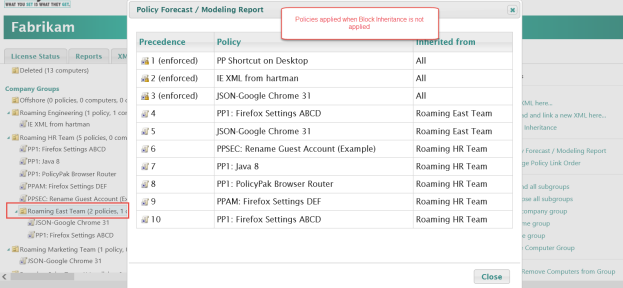 WHAT YOU SET IS WHAT THEY GET.
Fabrikam
License Status Reports XM
Deleted (13 computers)
Company Groups
Offshore (0 policies, 0 computers, 0 c
Roaming Engineering (1 policy, 1 con
IE XML from hartman
Roaming HR Team (5 policies, 0 com
PP1: Firefox Settings ABCD
PP1: Java 8
PP1: PolicyPak Browser Router
PPAM: Firefox Settings DEF
PPSEC: Rename Guest Account (Ex
Roaming East Team (2 policies, 1
JSON-Google Chrome 31
PP1: Firefox Settings ABCD
Roaming Marketing Team (1 policy,
JSON-Google Chrome 31
Policy Forecast / Modeling Report
Policies applied when Block Inheritance is not
applied
Precedence Policy Inherited from
1 (enforced) PP Shortcut on Desktop All
2 (enforced) IE XML from hartman All
3 (enforced) JSON-Google Chrome 31 All
4 PP1: Firefox Settings ABCD Roaming East Team
5 JSON-Google Chrome 31 Roaming East Team
6 PPSEC: Rename Guest Account (Example) Roaming HR Team
7 PP1: Java 8 Roaming HR Team
8 PP1: PolicyPak Browser Router Roaming HR Team
9 PPAM: Firefox Settings DEF Roaming HR Team
10 PP1: Firefox Settings ABCD Roaming HR Team
Close
XML here...
d and link a new XML here...
Inheritance
y Forecast / Modeling Report
ge Policy Link Order
d all subgroups
se all subgroups
ompany group
me group
e group
Computer Group
Remove Computers from Group